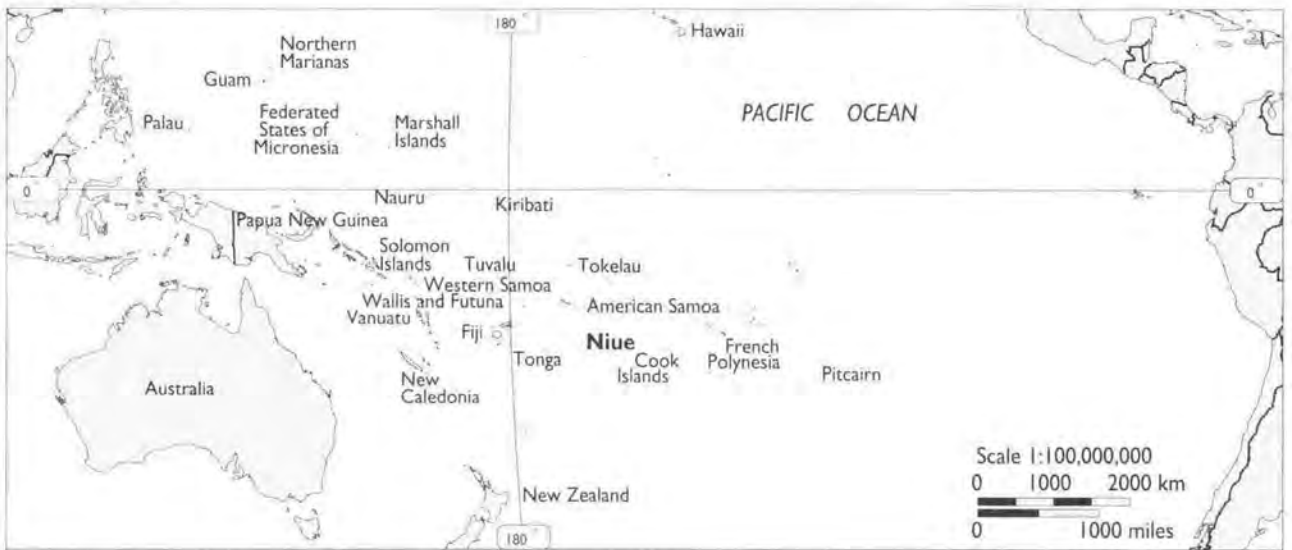 180°
Hawaii
Northern
Marianas
Guam
PACIFIC OCEAN
Federated
States of
Micronesia
Palau
Marshall
Islands
0°
0°
Nauru
Kiribati
Papua New Guinea
Solomon
Islands
Tuvalu
Tokelau
Western Samoa
Wallis and Futuna
American Samoa
Vanuatu
Fiji
Niue
Tonga
Cook
Islands
French
Polynesia
Pitcairn
New
Caledonia
Australia
New Zealand
180°
Scale 1:100,000,000
0 1000 2000 km
0 1000 miles